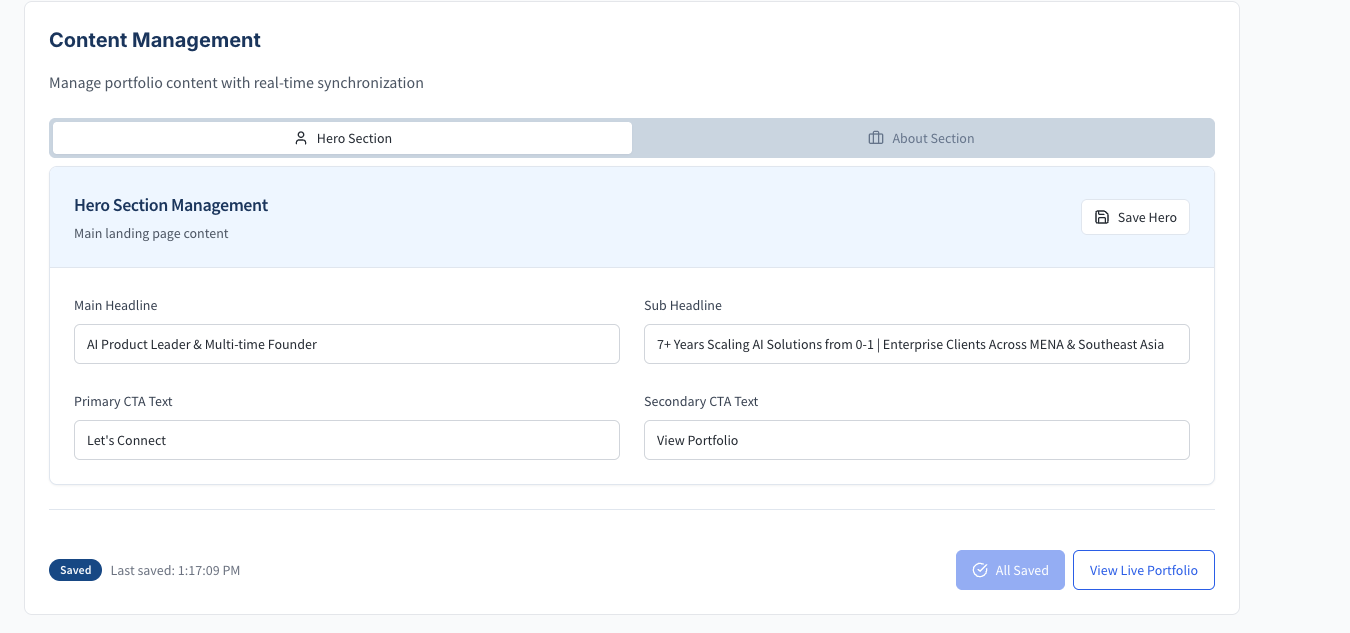 Content Management
Manage portfolio content with real-time synchronization
Hero Section
About Section
Hero Section Management
Main landing page content
Save Hero
Main Headline
Sub Headline
AI Product Leader & Multi-time Founder
7+ Years Scaling AI Solutions from 0-1 | Enterprise Clients Across MENA & Southeast Asia
Primary CTA Text
Secondary CTA Text
Let's Connect
View Portfolio
Saved
Last saved: 1:17:09 PM
All Saved
View Live Portfolio